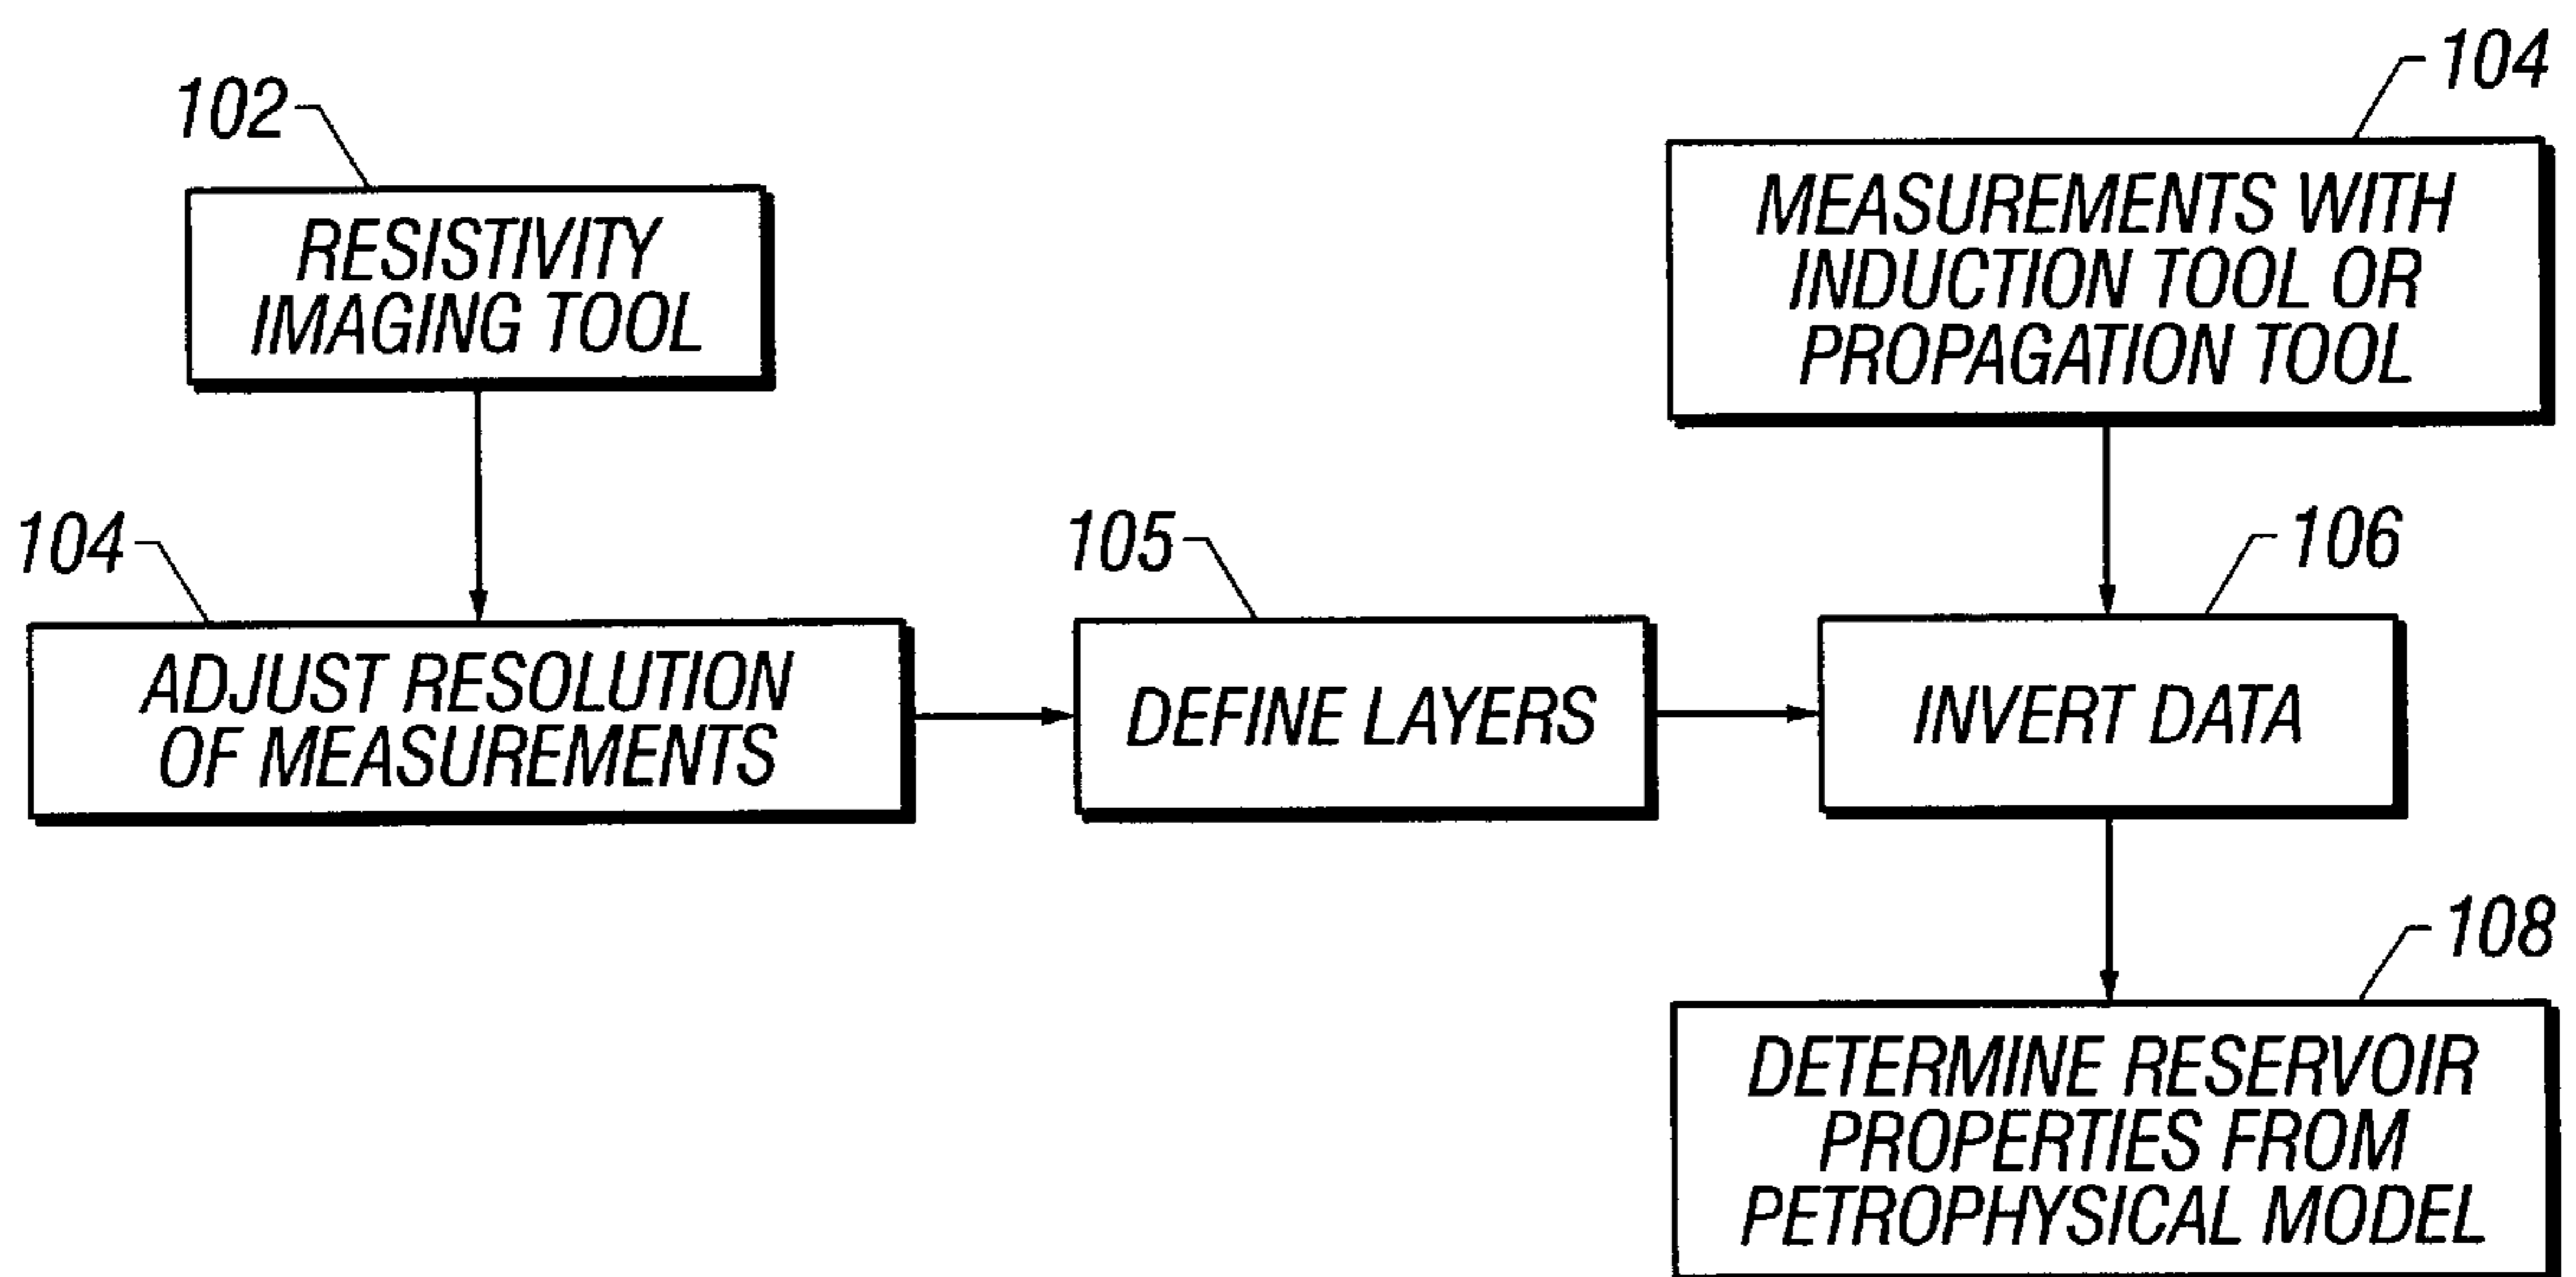 102
RESISTIVITY
IMAGING TOOL
104
MEASUREMENTS WITH
INDUCTION TOOL OR
PROPAGATION TOOL
104
ADJUST RESOLUTION
OF MEASUREMENTS
105
DEFINE LAYERS
106
INVERT DATA
108
DETERMINE RESERVOIR
PROPERTIES FROM
PETROPHYSICAL MODEL